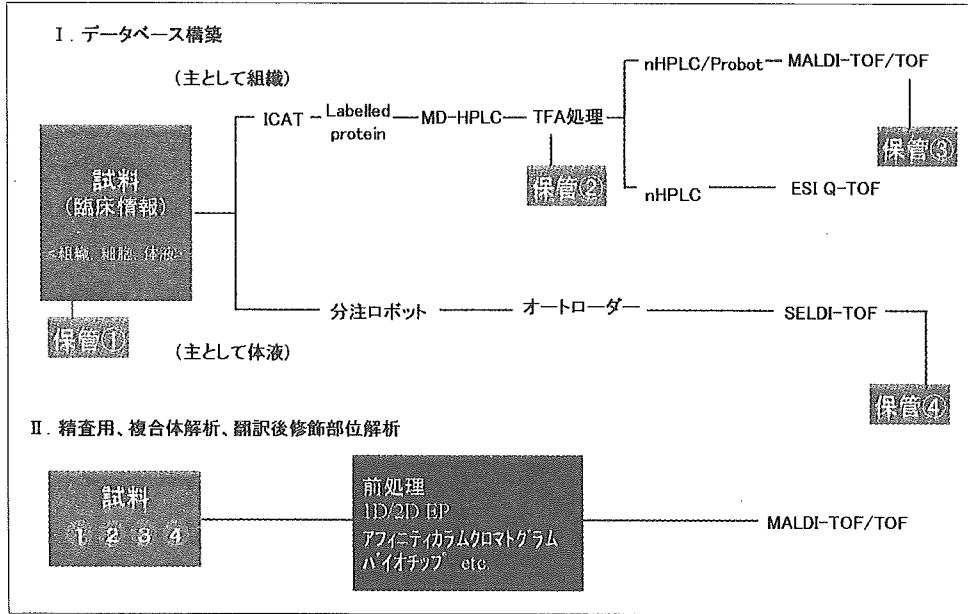 Ⅰ. データベース構築
(主として組織)
nHPLC/Probot
MALDI-TOF/TOF
ICAT
Labelled
protein
MD-HPLC
TFA処理
保管③
試料
(臨床情報)
<組織、細胞、体液>
保管②
nHPLC
ESI Q-TOF
分注ロボット
オートローダー
SELDI-TOF
保管①
(主として体液)
保管④
Ⅱ. 精査用、複合体解析、翻訳後修飾部位解析
試料
① ② ③ ④
前処理
1D/2D EP
アフィニティカラムクロマトグラム
バイオチップ etc.
MALDI-TOF/TOF